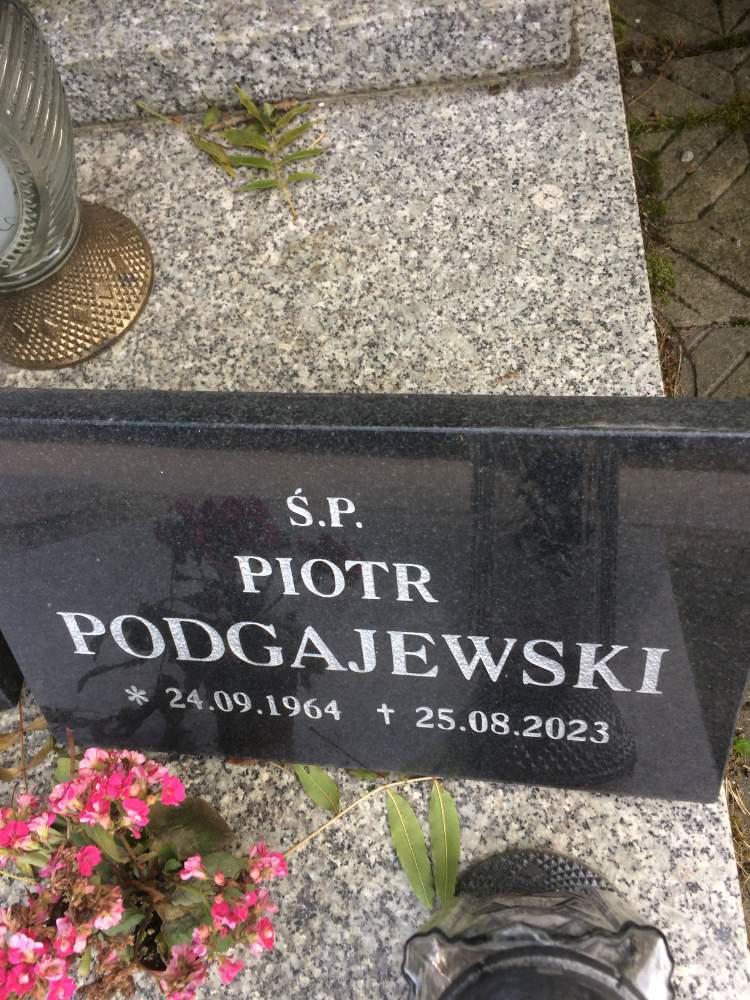 Ś.P.
PIOTR
PODGAJEWSKI
* 24.09.1964 † 25.08.2023